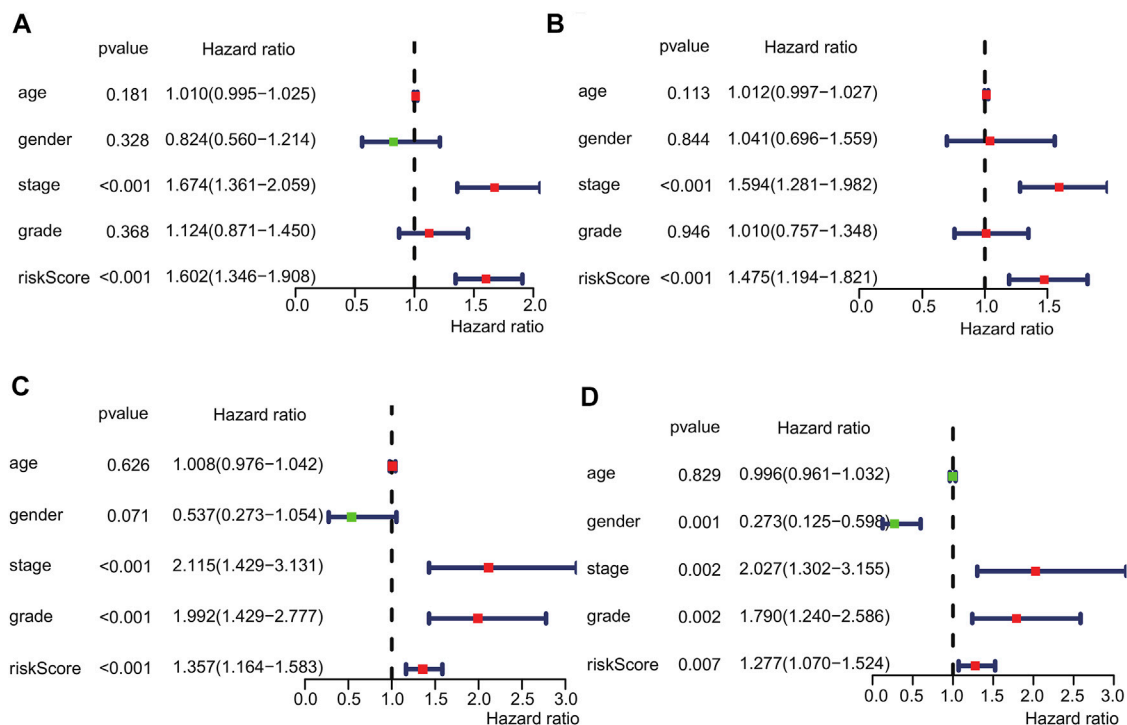 A
pvalue Hazard ratio
age 0.181 1.010(0.995−1.025)
gender 0.328 0.824(0.560−1.214)
stage <0.001 1.674(1.361−2.059)
grade 0.368 1.124(0.871−1.450)
riskScore <0.001 1.602(1.346−1.908)
0.0 0.5 1.0 1.5 2.0
Hazard ratio
B
pvalue Hazard ratio
age 0.113 1.012(0.997−1.027)
gender 0.844 1.041(0.696−1.559)
stage <0.001 1.594(1.281−1.982)
grade 0.946 1.010(0.757−1.348)
riskScore <0.001 1.475(1.194−1.821)
0.0 0.5 1.0 1.5
Hazard ratio
C
pvalue Hazard ratio
age 0.626 1.008(0.976−1.042)
gender 0.071 0.537(0.273−1.054)
stage <0.001 2.115(1.429−3.131)
grade <0.001 1.992(1.429−2.777)
riskScore <0.001 1.357(1.164−1.583)
0.0 0.5 1.0 1.5 2.0 2.5 3.0
Hazard ratio
D
pvalue Hazard ratio
age 0.829 0.996(0.961−1.032)
gender 0.001 0.273(0.125−0.598)
stage 0.002 2.027(1.302−3.155)
grade 0.002 1.790(1.240−2.586)
riskScore 0.007 1.277(1.070−1.524)
0.0 0.5 1.0 1.5 2.0 2.5 3.0
Hazard ratio